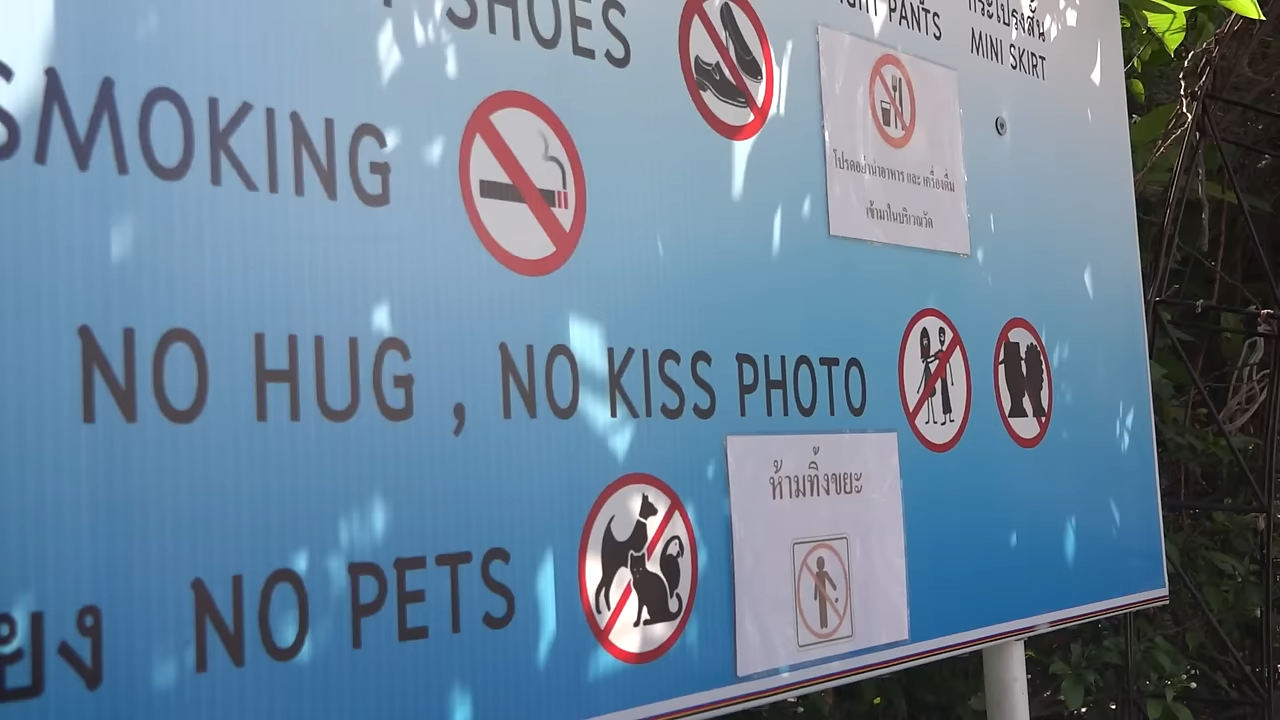 SHOES
PANTS
กระโปรงสั้น
MINI SKIRT
SMOKING
โปรดอย่านำอาหาร และ เครื่องดื่ม
เข้ามาในบริเวณวัด
NO HUG , NO KISS PHOTO
ห้ามทิ้งขยะ
NO PETS